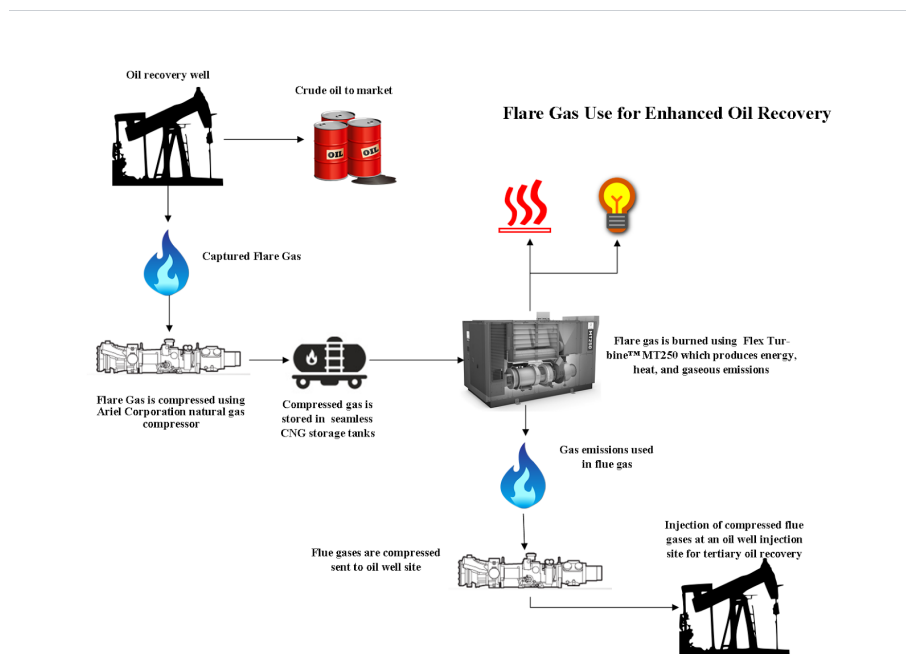 Oil recovery well
Crude oil to market
Flare Gas Use for Enhanced Oil Recovery
OIL
OIL
Captured Flare Gas
MT250
Flare gas is burned using Flex Tur-
bine™ MT250 which produces energy,
heat, and gaseous emissions
Flare Gas is compressed using
Ariel Corporation natural gas
compressor
Compressed gas is
stored in seamless
CNG storage tanks
Gas emissions used
in flue gas
Flue gases are compressed
sent to oil well site
Injection of compressed flue
gases at an oil well injection
site for tertiary oil recovery